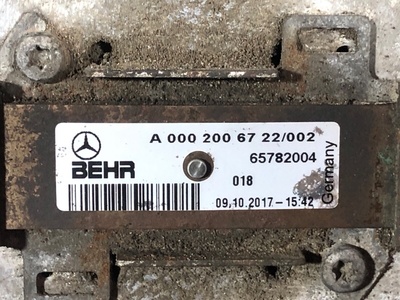 A 000 200 67 22/002
65782004
BEHR
018
09.10.2017-15:42
Germany